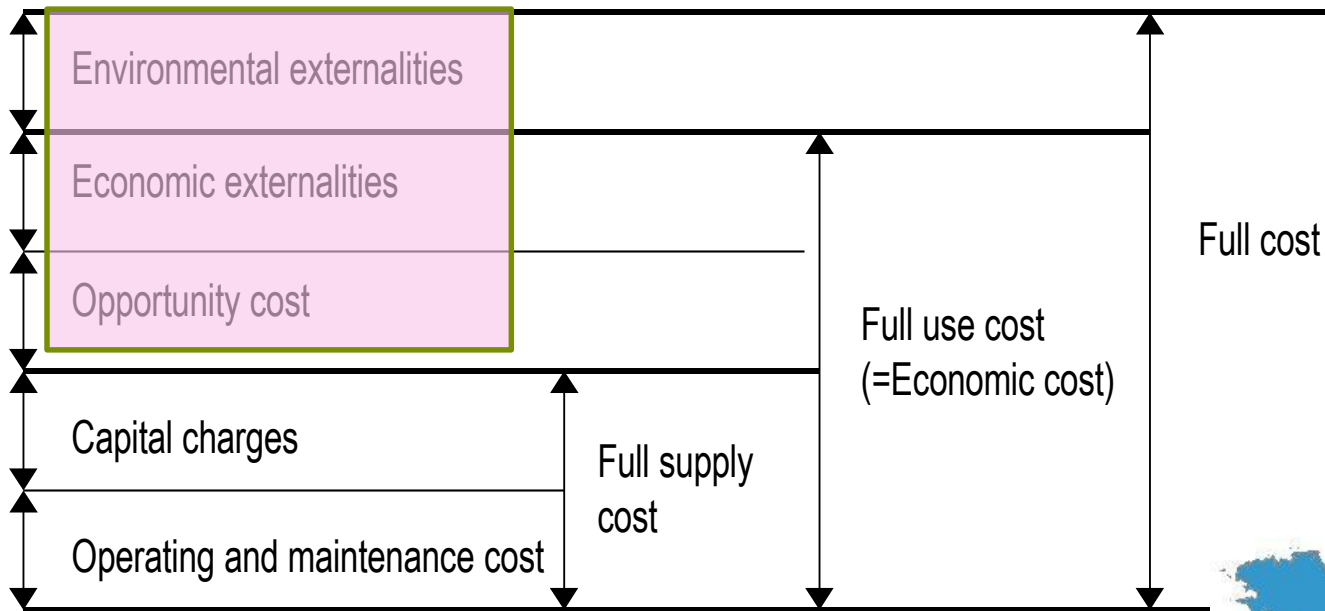 Environmental externalities
Economic externalities
Opportunity cost
Capital charges
Operating and maintenance cost
Full supply
cost
Full use cost
(=Economic cost)
Full cost